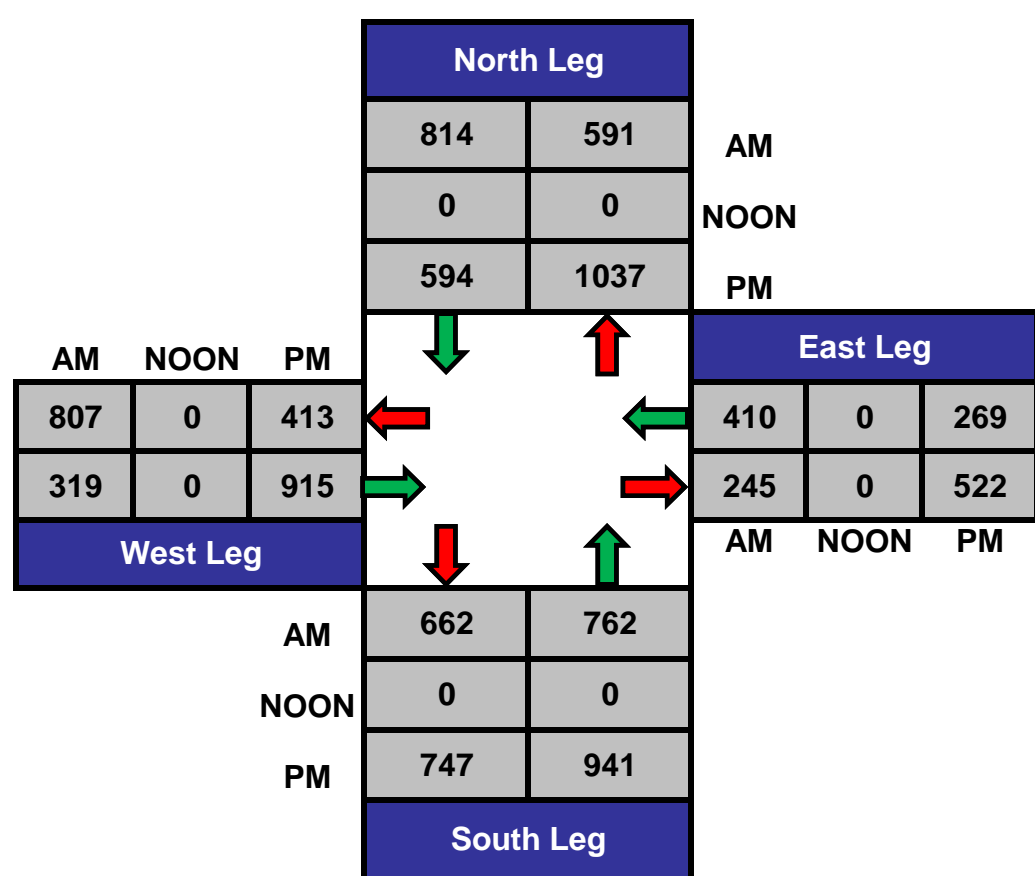 North Leg
814 591 AM
0 0 NOON
594 1037 PM
East Leg
AM NOON PM
807 0 413 410 0 269
319 0 915 245 0 522
West Leg AM NOON PM
AM 662 762
NOON 0 0
PM 747 941
South Leg